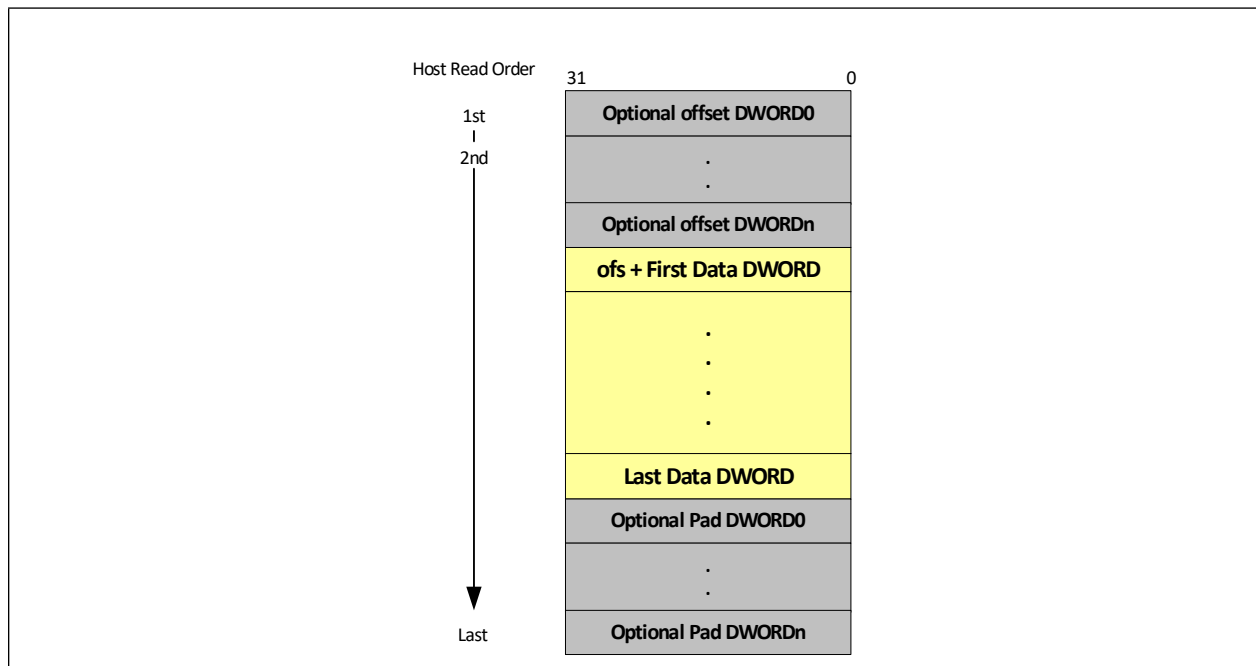 Host Read Order
31 0
1st Optional offset DWORD0
2nd
.
.
Optional offset DWORDn
ofs + First Data DWORD
.
.
.
.
Last Data DWORD
Optional Pad DWORD0
.
.
Last Optional Pad DWORDn